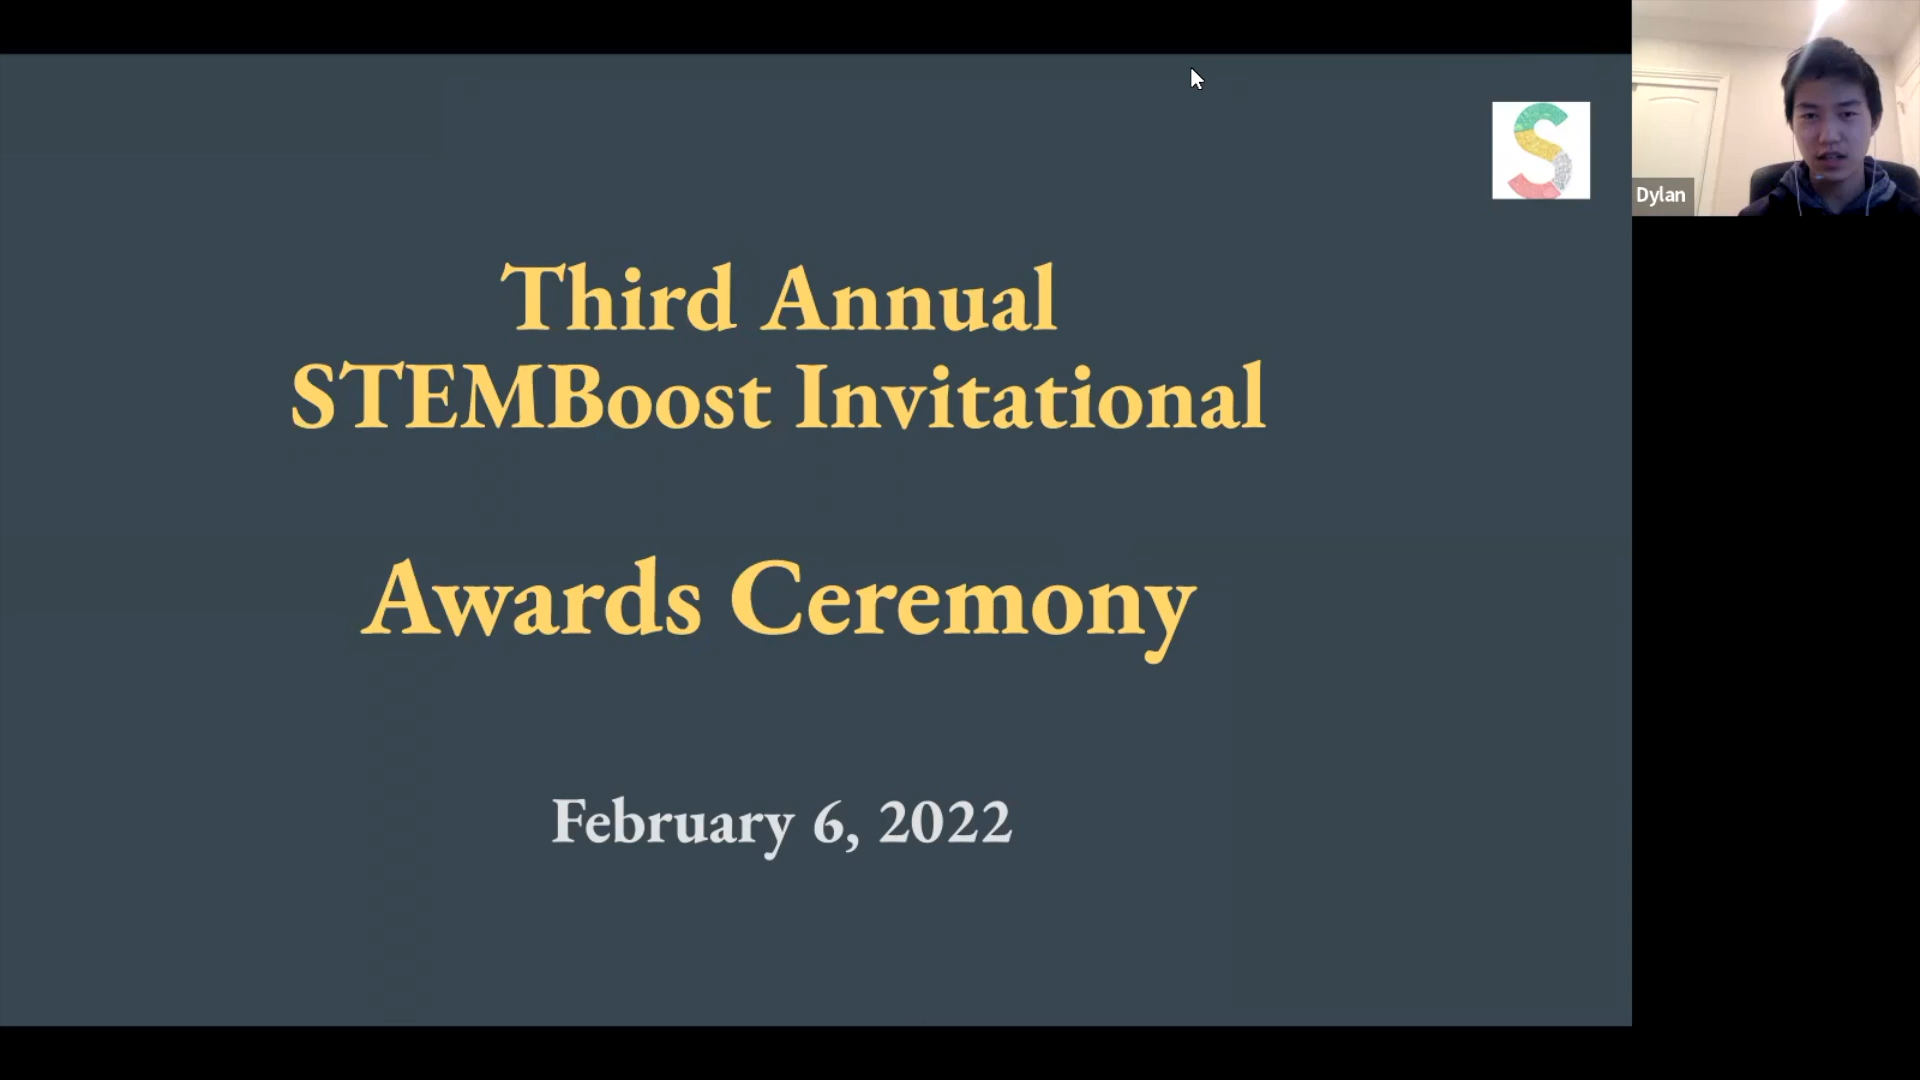 Third Annual
STEMBoost Invitational
Awards Ceremony
February 6, 2022
Dylan